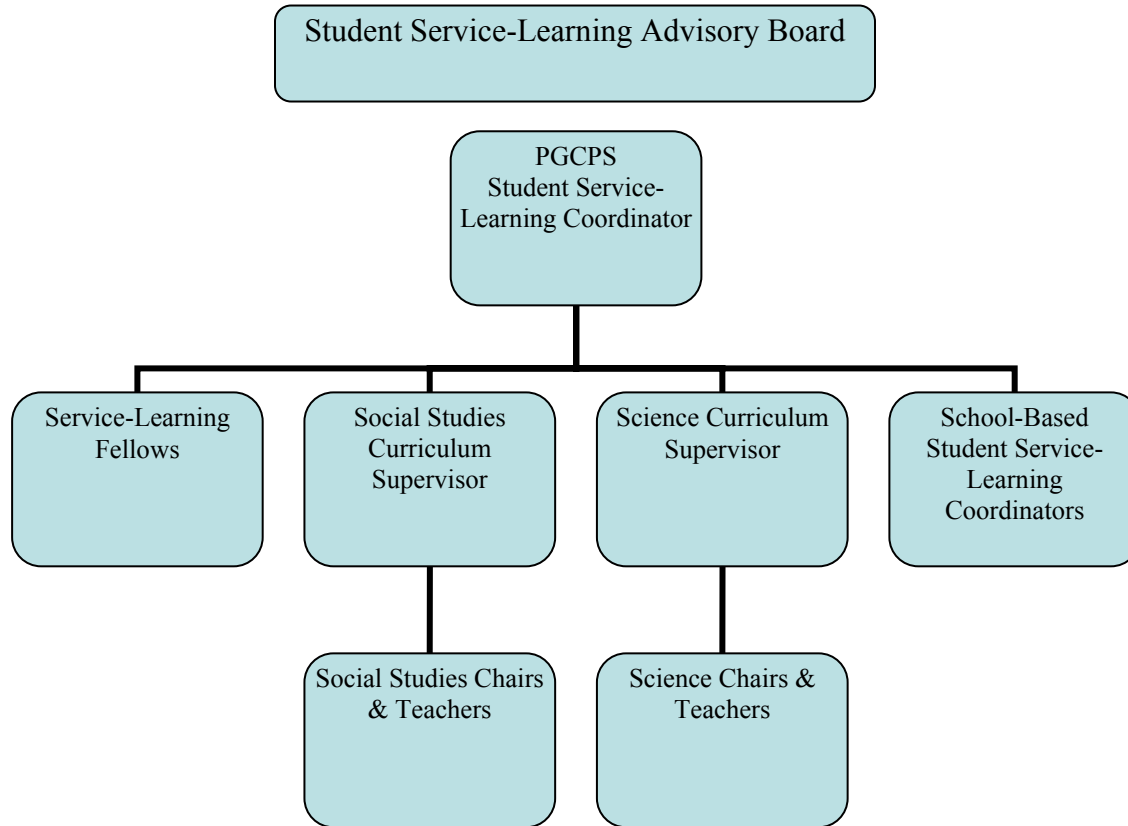 Student Service-Learning Advisory Board
PGCPS
Student Service-
Learning Coordinator
Service-Learning
Fellows
Social Studies
Curriculum
Supervisor
Science Curriculum
Supervisor
School-Based
Student Service-
Learning
Coordinators
Social Studies Chairs
& Teachers
Science Chairs &
Teachers